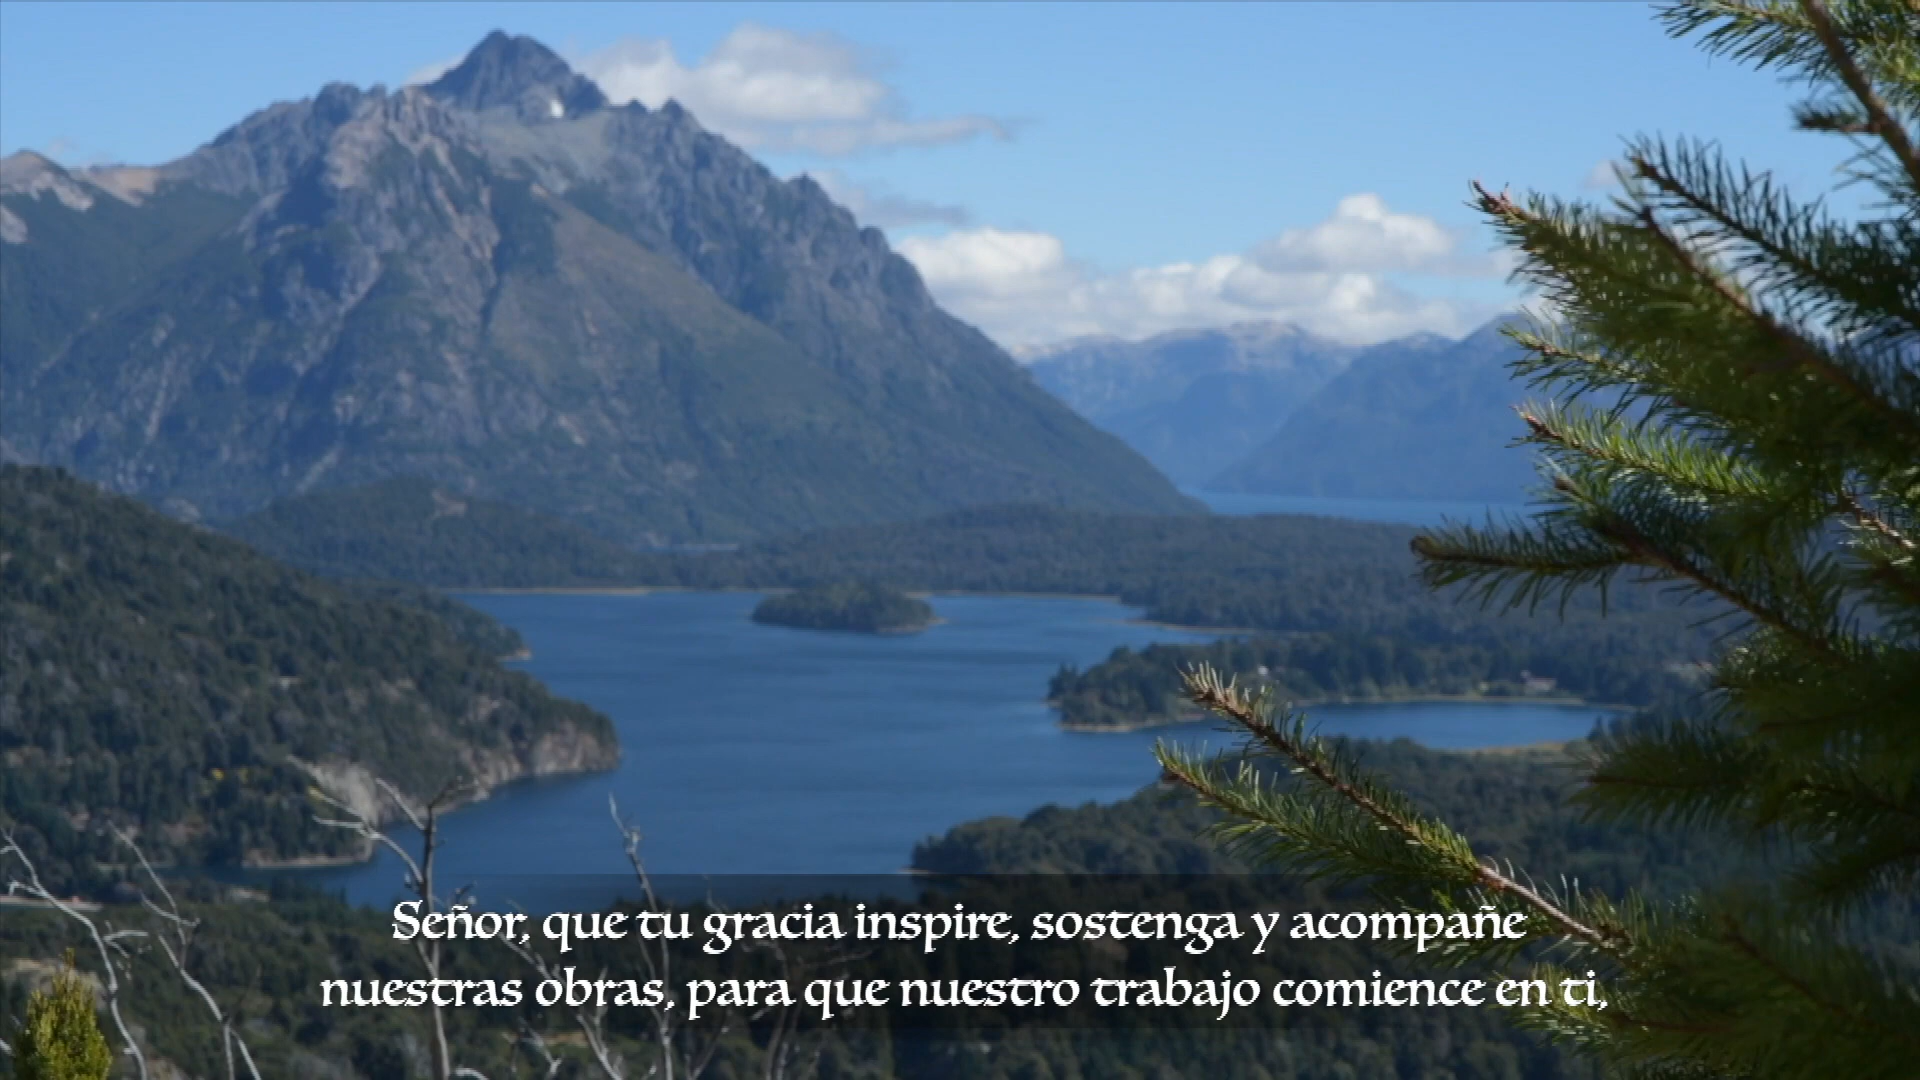 Señor, que tu gracia inspire, sostenga y acompañe
nuestras obras, para que nuestro trabajo comience en ti,